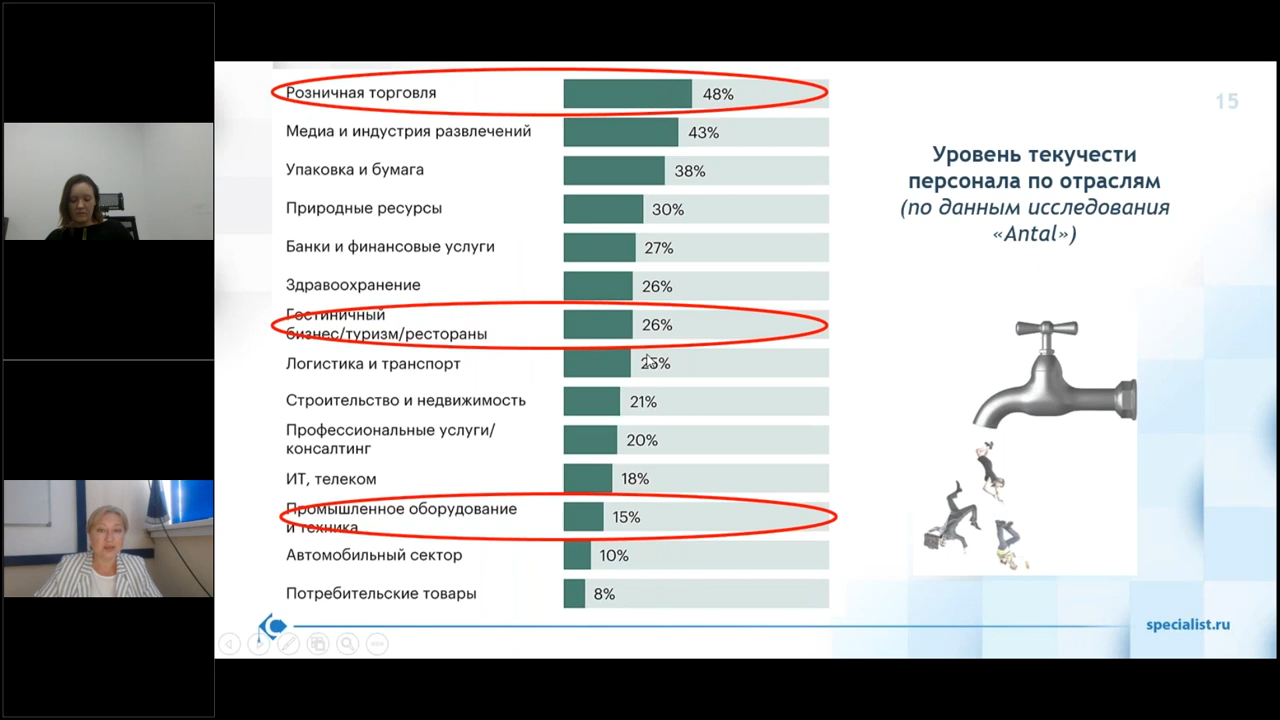 15
Уровень текучести
персонала по отраслям
(по данным исследования
«Antal»)
Розничная торговля 48%
Медиа и индустрия развлечений 43%
Упаковка и бумага 38%
Природные ресурсы 30%
Банки и финансовые услуги 27%
Здравоохранение 26%
Гостиничный
бизнес/туризм/рестораны 26%
Логистика и транспорт 25%
Строительство и недвижимость 21%
Профессиональные услуги/
консалтинг 20%
ИТ, телеком 18%
Промышленное оборудование
и техника 15%
Автомобильный сектор 10%
Потребительские товары 8%
specialist.ru